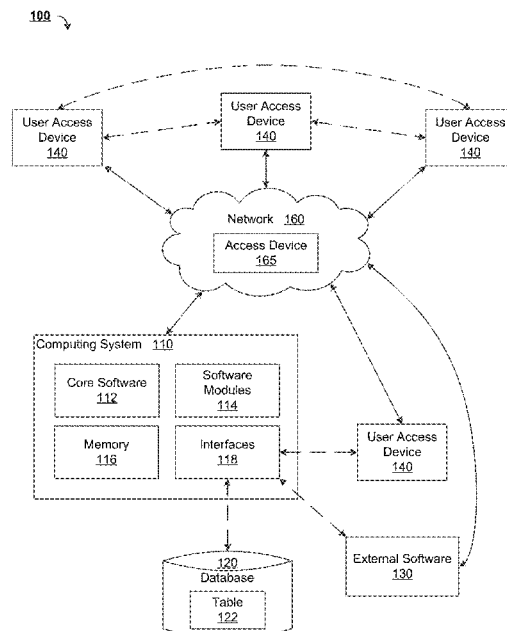 100
User Access
Device
140
User Access
Device
140
User Access
Device
140
Network 160
Access Device
165
Computing System 110
Core Software
112
Software
Modules
114
Memory
116
Interfaces
118
User Access
Device
140
120
Database
Table
122
External Software
130